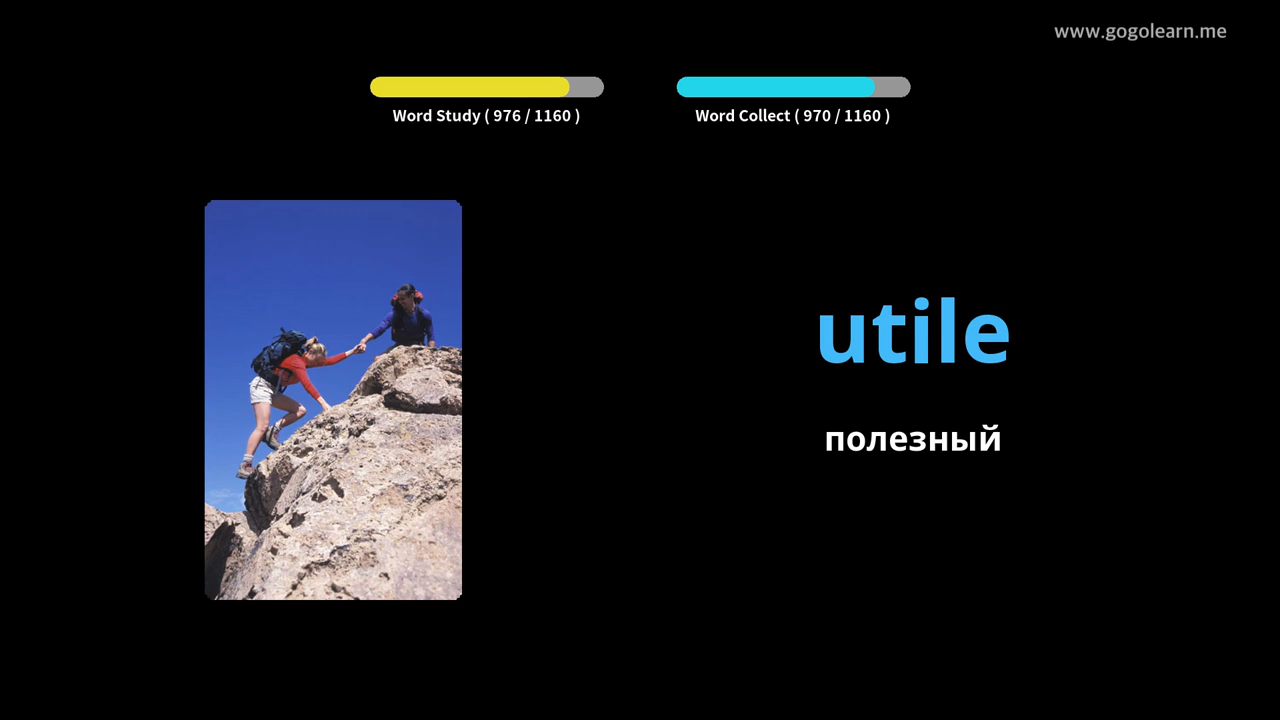 www.gogolearn.me
Word Study ( 976 / 1160 )
Word Collect ( 970 / 1160 )
utile
полезный